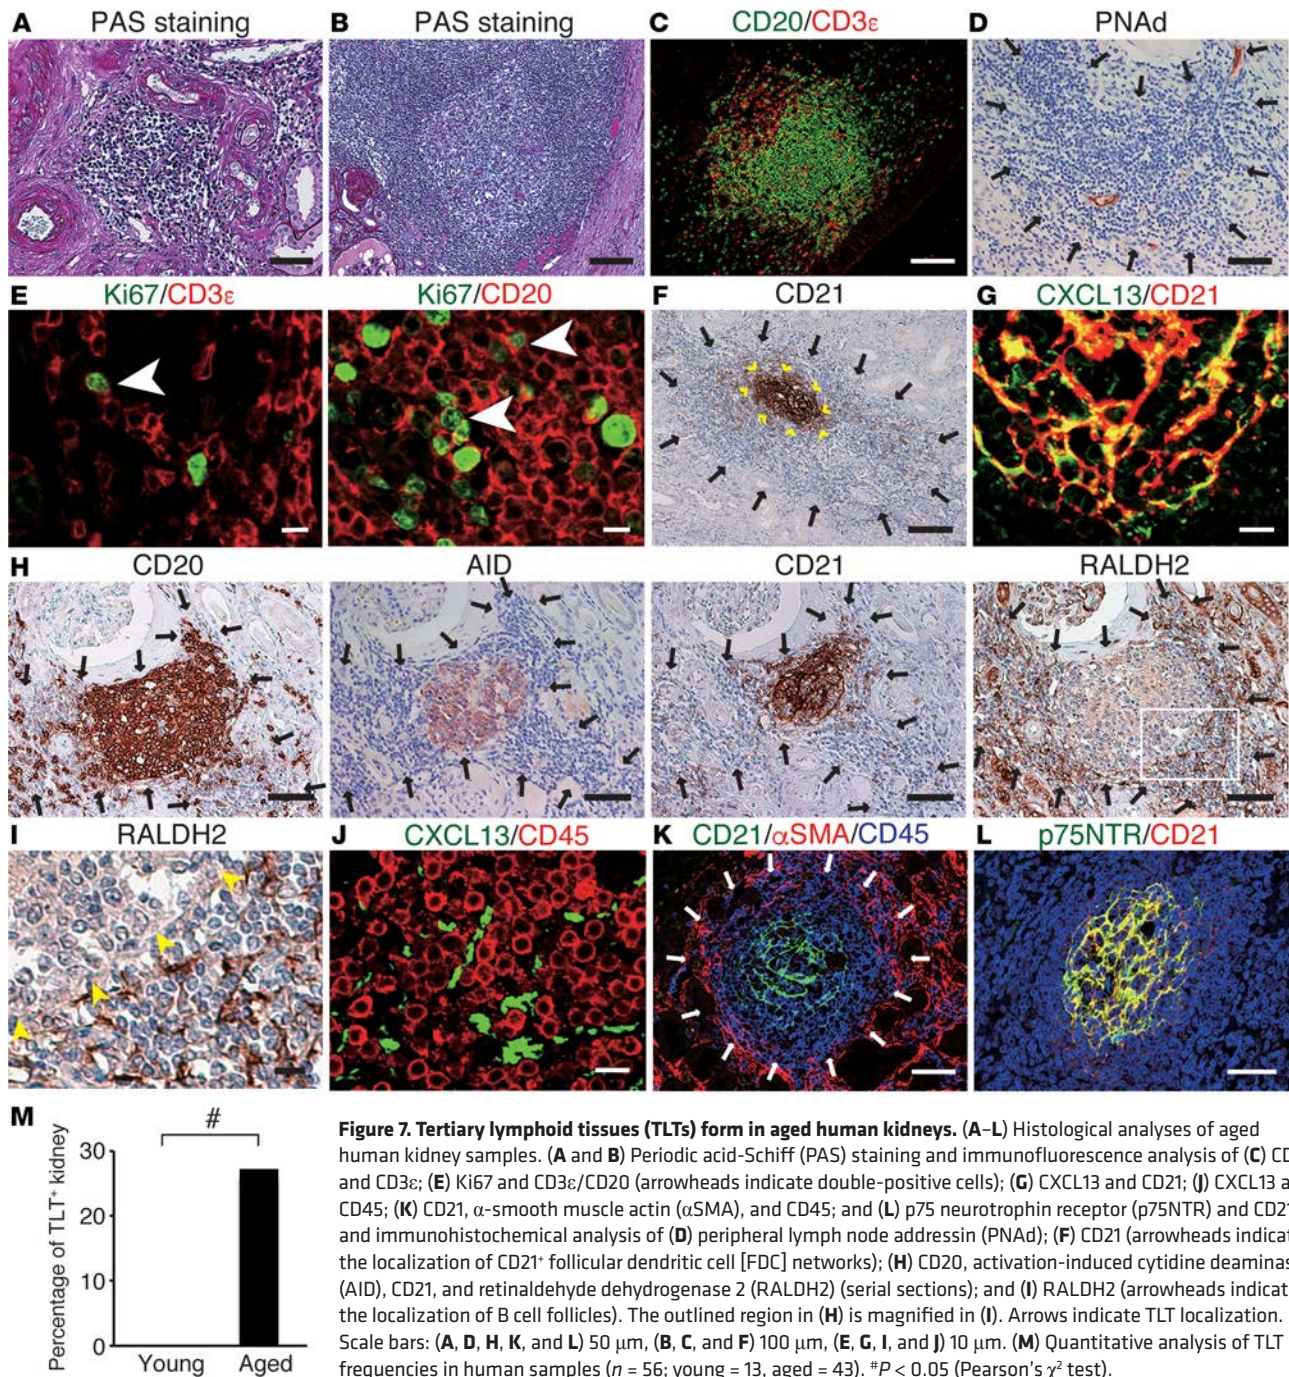 A PAS staining
B PAS staining
C CD20/CD3ε
D PNAd
E Ki67/CD3ε
Ki67/CD20
F CD21
G CXCL13/CD21
H CD20
AID
CD21
RALDH2
I RALDH2
J CXCL13/CD45
K CD21/αSMA/CD45
L p75NTR/CD21
M
Percentage of TLT⁺ kidney
30
20
10
0
#
Young Aged
Figure 7. Tertiary lymphoid tissues (TLTs) form in aged human kidneys. (A–L) Histological analyses of aged
human kidney samples. (A and B) Periodic acid-Schiff (PAS) staining and immunofluorescence analysis of (C)
and CD3ε; (E) Ki67 and CD3ε/CD20 (arrowheads indicate double-positive cells); (G) CXCL13 and CD21; (J) CXCL13
CD45; (K) CD21, α-smooth muscle actin (αSMA), and CD45; and (L) p75 neurotrophin receptor (p75NTR) and CD21
and immunohistochemical analysis of (D) peripheral lymph node addressin (PNAd); (F) CD21 (arrowheads
the localization of CD21⁺ follicular dendritic cell [FDC] networks); (H) CD20, activation-induced cytidine
(AID), CD21, and retinaldehyde dehydrogenase 2 (RALDH2) (serial sections); and (I) RALDH2 (arrowheads
the localization of B cell follicles). The outlined region in (H) is magnified in (I). Arrows indicate TLT localization.
Scale bars: (A, D, H, K, and L) 50 μm, (B, C, and F) 100 μm, (E, G, I, and J) 10 μm. (M) Quantitative analysis of TLT
frequencies in human samples (n = 56; young = 13, aged = 43). #P < 0.05 (Pearson's χ² test).